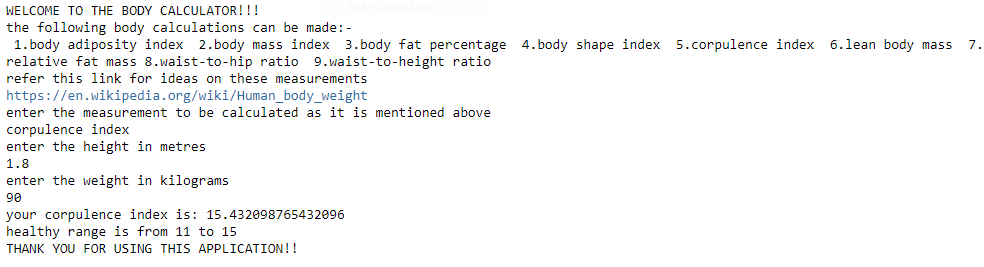 Full-screen Snip
WELCOME TO THE BODY CALCULATOR!!!
the following body calculations can be made:-
1.body adiposity index  2.body mass index  3.body fat percentage  4.body shape index  5.corpulence index  6.lean body mass  7.
relative fat mass 8.waist-to-hip ratio  9.waist-to-height ratio
refer this link for ideas on these measurements
https://en.wikipedia.org/wiki/Human_body_weight
enter the measurement to be calculated as it is mentioned above
corpulence index
enter the height in metres
1.8
enter the weight in kilograms
90
your corpulence index is: 15.432098765432096
healthy range is from 11 to 15
THANK YOU FOR USING THIS APPLICATION!!